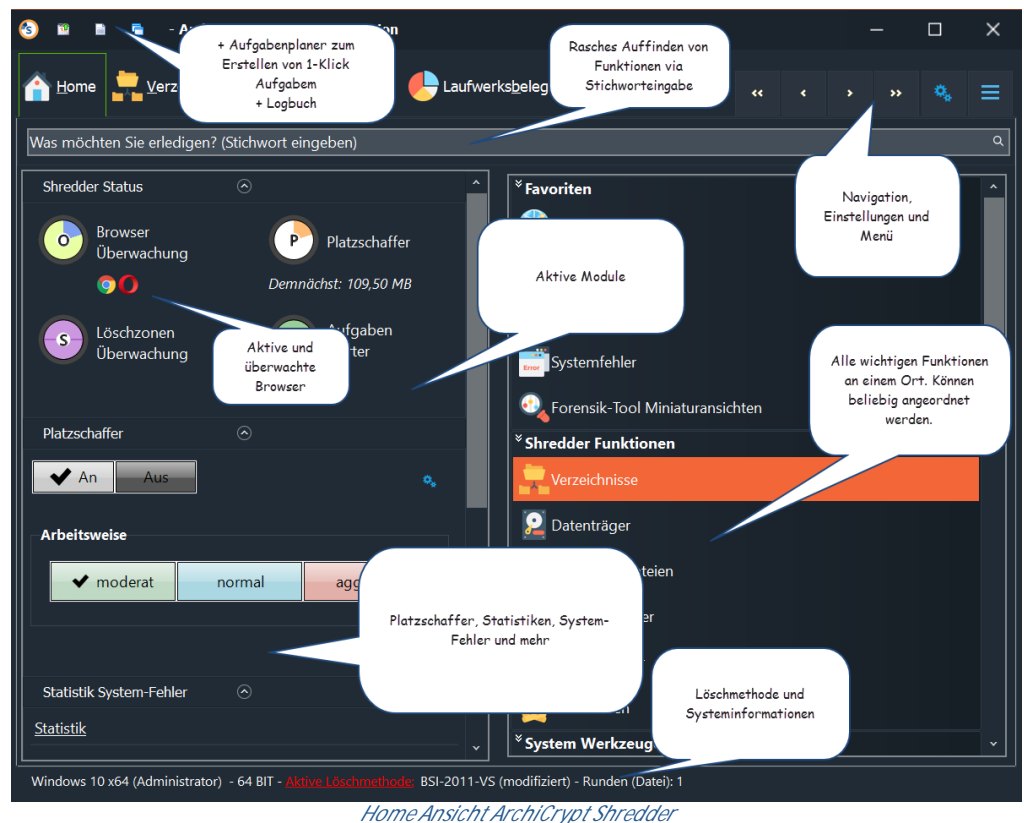 + Aufgabenplaner zum
Erstellen von 1-Klick
Aufgabem
+ Logbuch
Rasches Auffinden von
Funktionen via
Stichworteingabe
Home
Laufwerksbeleg
Was möchten Sie erledigen? (Stichwort eingeben)
Navigation,
Einstellungen und
Menü
Shredder Status
O
Browser
Überwachung
P
Platzschaffer
Demnächst: 109,50 MB
S
Löschzonen
Überwachung
Aufgaben
Aktive und
überwachte
Browser
Aktive Module
Platzschaffer
An
Aus
Arbeitsweise
moderat
normal
Platzschaffer, Statistiken, System-
Fehler und mehr
Statistik System-Fehler
Statistik
Favoriten
Error
Systemfehler
Forensik-Tool Miniaturansichten
Alle wichtigen Funktionen
an einem Ort. Können
beliebig angeordnet
werden.
Shredder Funktionen
Verzeichnisse
Datenträger
Löschmethode und
Systeminformationen
System Werkzeug
Windows 10 x64 (Administrator) - 64 BIT - Aktive Löschmethode: BSI-2011-VS (modifiziert) - Runden (Datei): 1
Home Ansicht ArchiCrypt Shredder